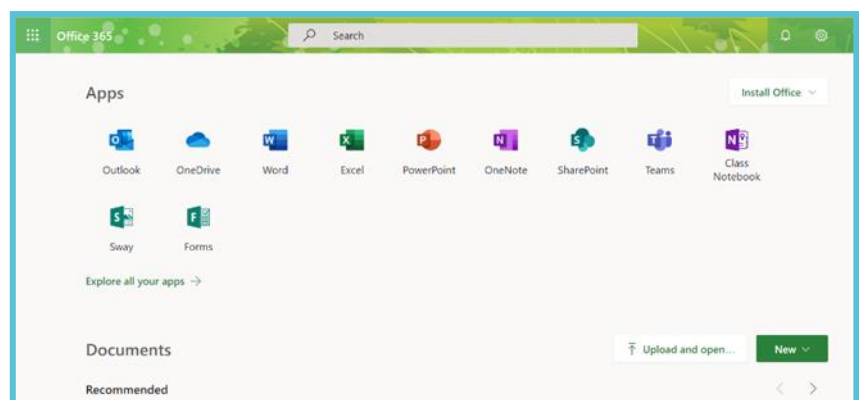 Office 365
Search
Apps
Install Office
Outlook
OneDrive
Word
Excel
PowerPoint
OneNote
SharePoint
Teams
Class
Notebook
Sway
Forms
Explore all your apps →
Documents
Upload and open...
New
Recommended